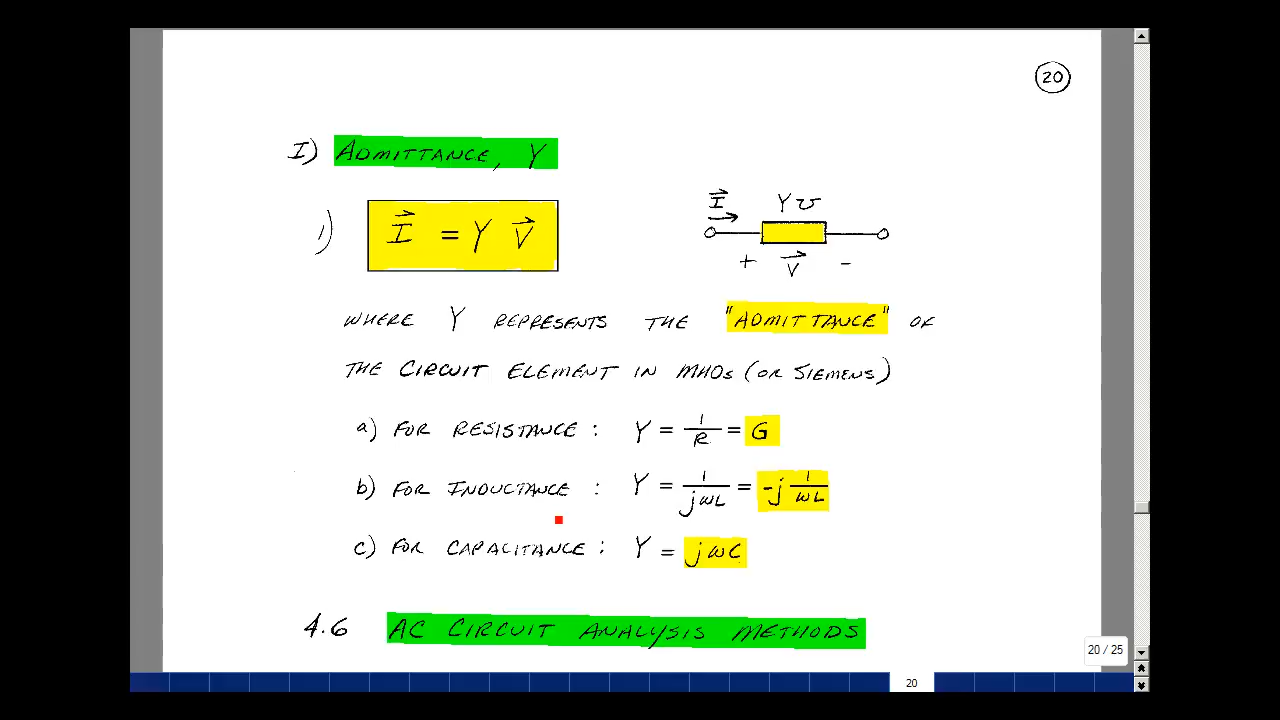 20
I) ADMITTANCE, Y
1) I⃗ = Y V⃗
I⃗ Y ʊ
+ V⃗ -
WHERE Y REPRESENTS THE "ADMITTANCE" OF
THE CIRCUIT ELEMENT IN MHOs (OR SIEMENS)
a) FOR RESISTANCE: Y = 1/R = G
b) FOR INDUCTANCE : Y = 1/jωL = -j 1/ωL
c) FOR CAPACITANCE: Y = jωC
4.6 AC CIRCUIT ANALYSIS METHODS
20 / 25
20